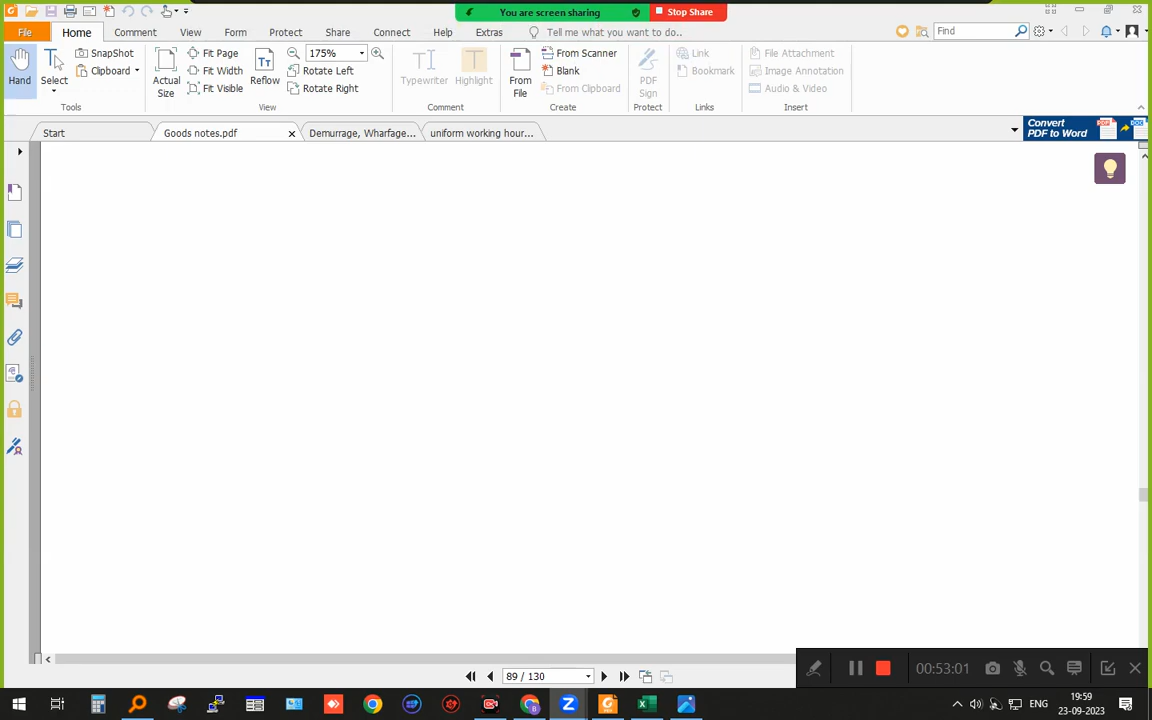 You are screen sharing
Stop Share
File
Home
Comment
View
Form
Protect
Share
Connect
Help
Extras
Tell me what you want to do..
Find
Hand
Select
SnapShot
Clipboard
Tools
Actual Size
Fit Page
Fit Width
Fit Visible
Reflow
175%
Rotate Left
Rotate Right
View
Typewriter
Highlight
Comment
From File
From Scanner
Blank
From Clipboard
Create
PDF Sign
Protect
Link
Bookmark
Links
File Attachment
Image Annotation
Audio & Video
Insert
Start
Goods notes.pdf
Demurrage, Wharfage...
uniform working hour...
Convert
PDF to Word
89 / 130
00:53:01
ENG
19:59
23-09-2023